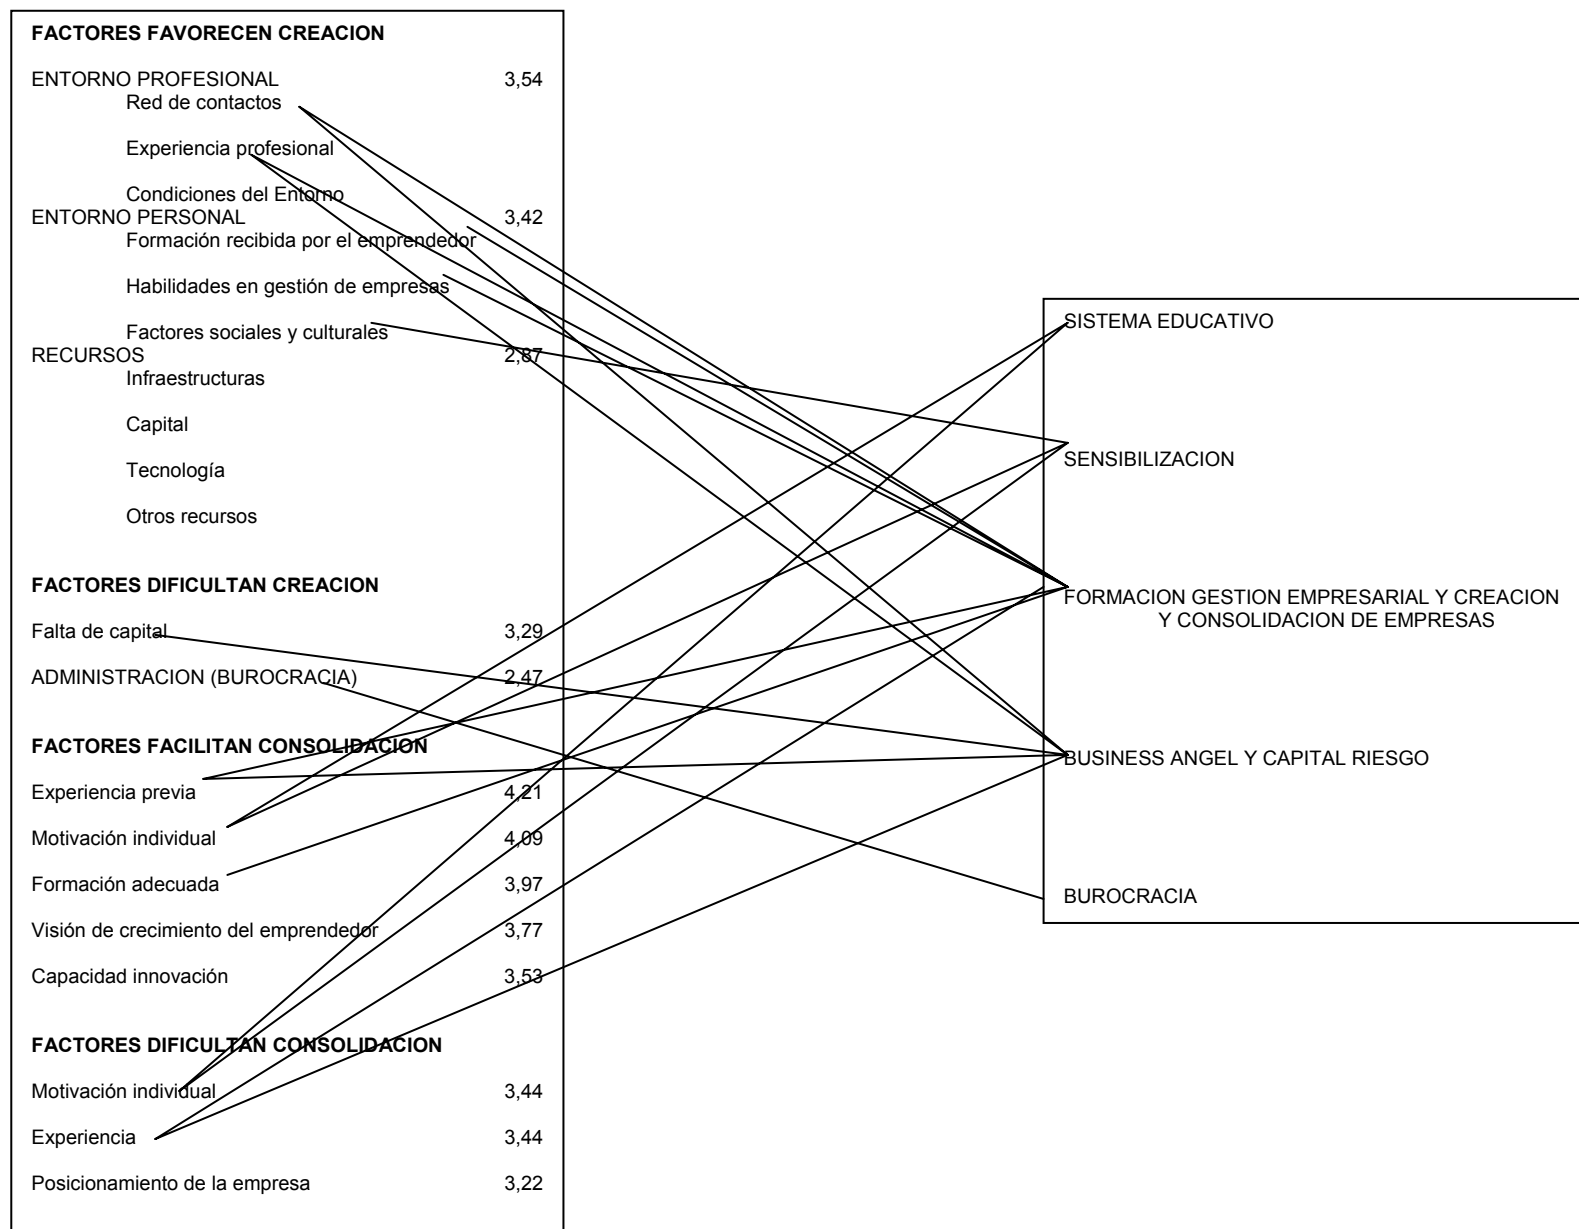 FACTORES FAVORECEN CREACION
ENTORNO PROFESIONAL 3,54
Red de contactos
Experiencia profesional
Condiciones del Entorno
ENTORNO PERSONAL 3,42
Formación recibida por el emprendedor
Habilidades en gestión de empresas
Factores sociales y culturales
RECURSOS 2,87
Infraestructuras
Capital
Tecnología
Otros recursos
FACTORES DIFICULTAN CREACION
Falta de capital 3,29
ADMINISTRACION (BUROCRACIA) 2,47
FACTORES FACILITAN CONSOLIDACION
Experiencia previa 4,21
Motivación individual 4,09
Formación adecuada 3,97
Visión de crecimiento del emprendedor 3,77
Capacidad innovación 3,53
FACTORES DIFICULTAN CONSOLIDACION
Motivación individual 3,44
Experiencia 3,44
Posicionamiento de la empresa 3,22
SISTEMA EDUCATIVO
SENSIBILIZACION
FORMACION GESTION EMPRESARIAL Y CREACION
Y CONSOLIDACION DE EMPRESAS
BUSINESS ANGEL Y CAPITAL RIESGO
BUROCRACIA